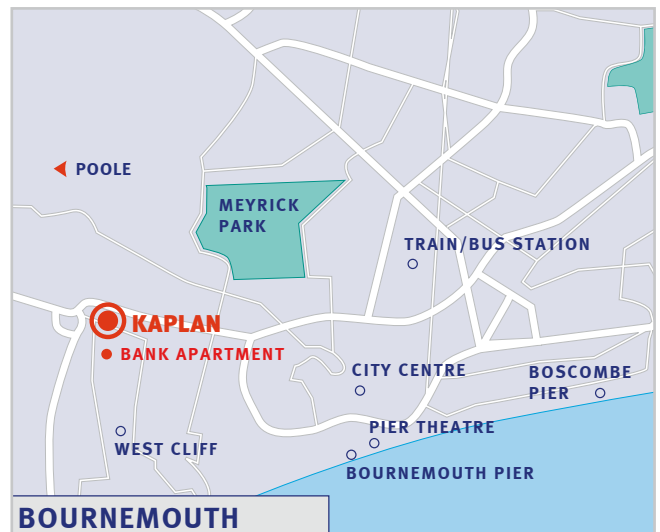 POOLE
MEYRICK
PARK
TRAIN/BUS STATION
KAPLAN
BANK APARTMENT
CITY CENTRE
BOSCOMBE
PIER
PIER THEATRE
WEST CLIFF
BOURNEMOUTH PIER
BOURNEMOUTH